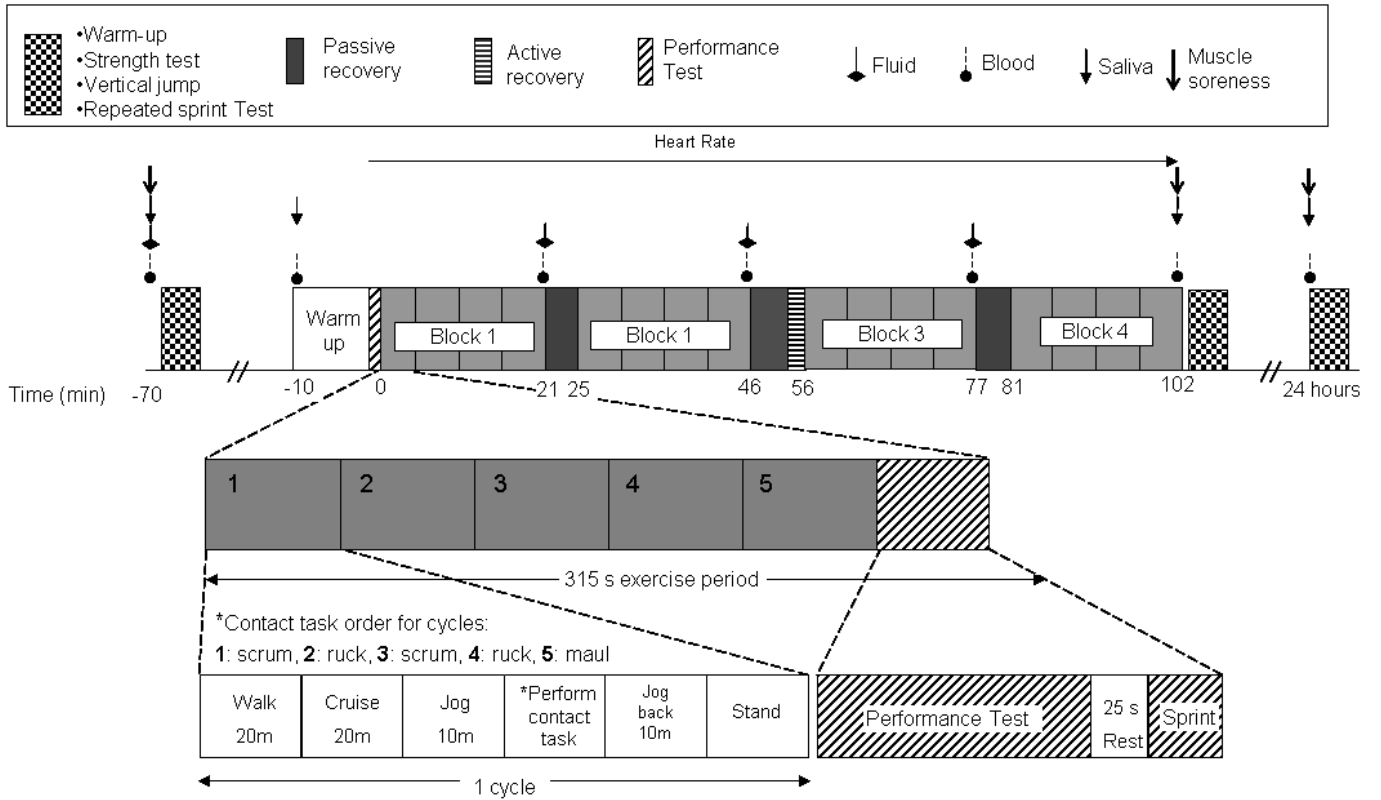 •Warm-up
•Strength test
•Vertical jump
•Repeated sprint Test
Passive
recovery
Active
recovery
Performance
Test
Fluid
Blood
Saliva
Muscle
soreness
Heart Rate
Warm
up
Block 1
Block 1
Block 3
Block 4
Time (min)
-70
-10
0
21
25
46
56
77
81
102
24 hours
1
2
3
4
5
315 s exercise period
*Contact task order for cycles:
1: scrum, 2: ruck, 3: scrum, 4: ruck, 5: maul
Walk
20m
Cruise
20m
Jog
10m
*Perform
contact
task
Jog
back
10m
Stand
Performance Test
25 s
Rest
Sprint
1 cycle